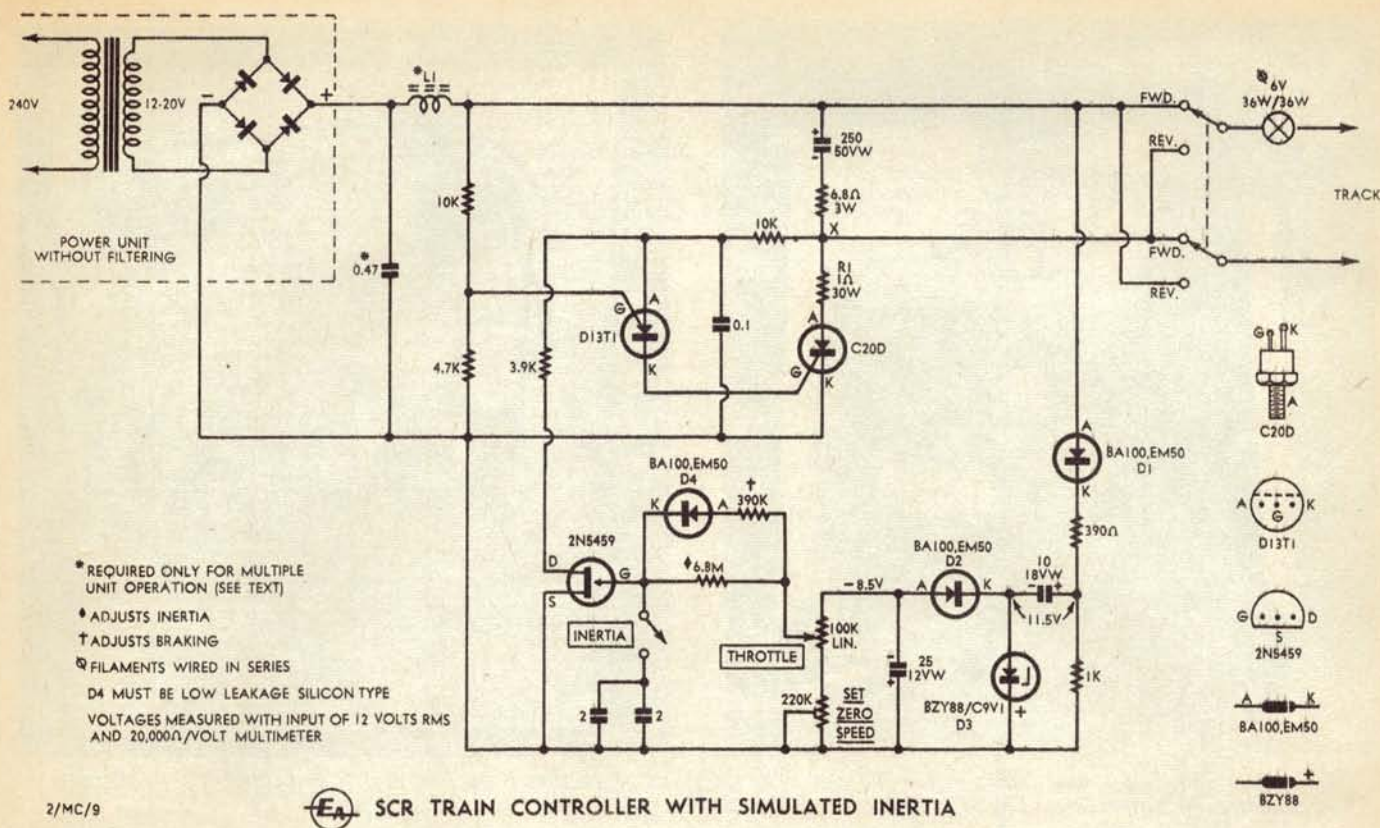 240V
12-20V
-
+
POWER UNIT
WITHOUT FILTERING
*L1
*
0.47
10K
4.7K
3.9K
G
A
D13T1
K
0.1
10K
+
250
50VW
-
6.8Ω
3W
X
R1
1Ω
30W
A
C20D
G
K
FWD.
REV.
FWD.
REV.
ϕ 6V
36W/36W
TRACK
G
K
A
C20D
A
BA100,EM50
D1
K
390Ω
A
K
G
D13T1
BA100,EM50
D4
K
A
†
390K
♦6.8M
2N5459
D
G
S
INERTIA
2
2
THROTTLE
-8.5V
100K
LIN.
220K
SET
ZERO
SPEED
-
25
12VW
+
BA100,EM50
D2
A
K
10
18VW
-
+
11.5V
BZY88/C9V1
D3
+
1K
G
D
S
2N5459
A
K
BA100,EM50
+
BZY88
*REQUIRED ONLY FOR MULTIPLE
UNIT OPERATION (SEE TEXT)
♦ADJUSTS INERTIA
†ADJUSTS BRAKING
ϕ FILAMENTS WIRED IN SERIES
D4 MUST BE LOW LEAKAGE SILICON TYPE
VOLTAGES MEASURED WITH INPUT OF 12 VOLTS RMS
AND 20,000Ω/VOLT MULTIMETER
2/MC/9
EA SCR TRAIN CONTROLLER WITH SIMULATED INERTIA